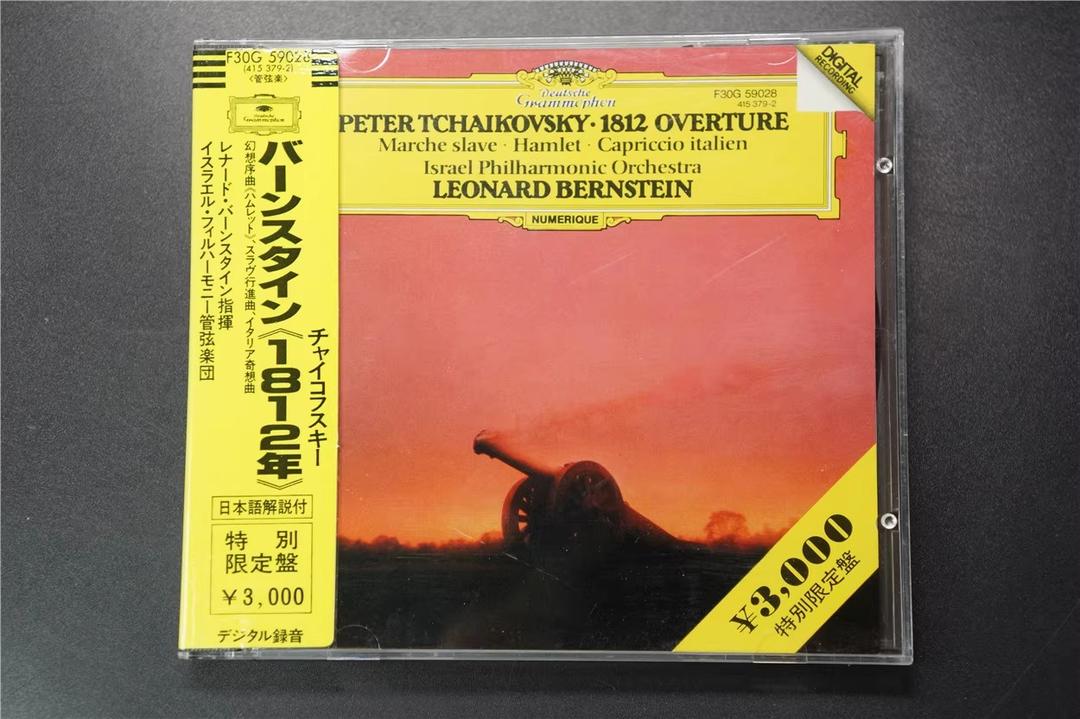 F30G 59028
(415 379-2)
〈管弦楽〉
Deutsche
Grammophon
チャイコフスキー
バーンスタイン《1812年》
幻想序曲《ハムレット》、スラヴ行進曲、イタリア奇想曲
レナード・バーンスタイン指揮
イスラエル・フィルハーモニー管弦楽団
日本語解説付
特別
限定盤
¥3,000
デジタル録音
Deutsche
Grammophon
F30G 59028
415 379-2
DIGITAL
RECORDING
PETER TCHAIKOVSKY · 1812 OVERTURE
Marche slave · Hamlet · Capriccio italien
Israel Philharmonic Orchestra
LEONARD BERNSTEIN
NUMERIQUE
¥3,000
特別限定盤